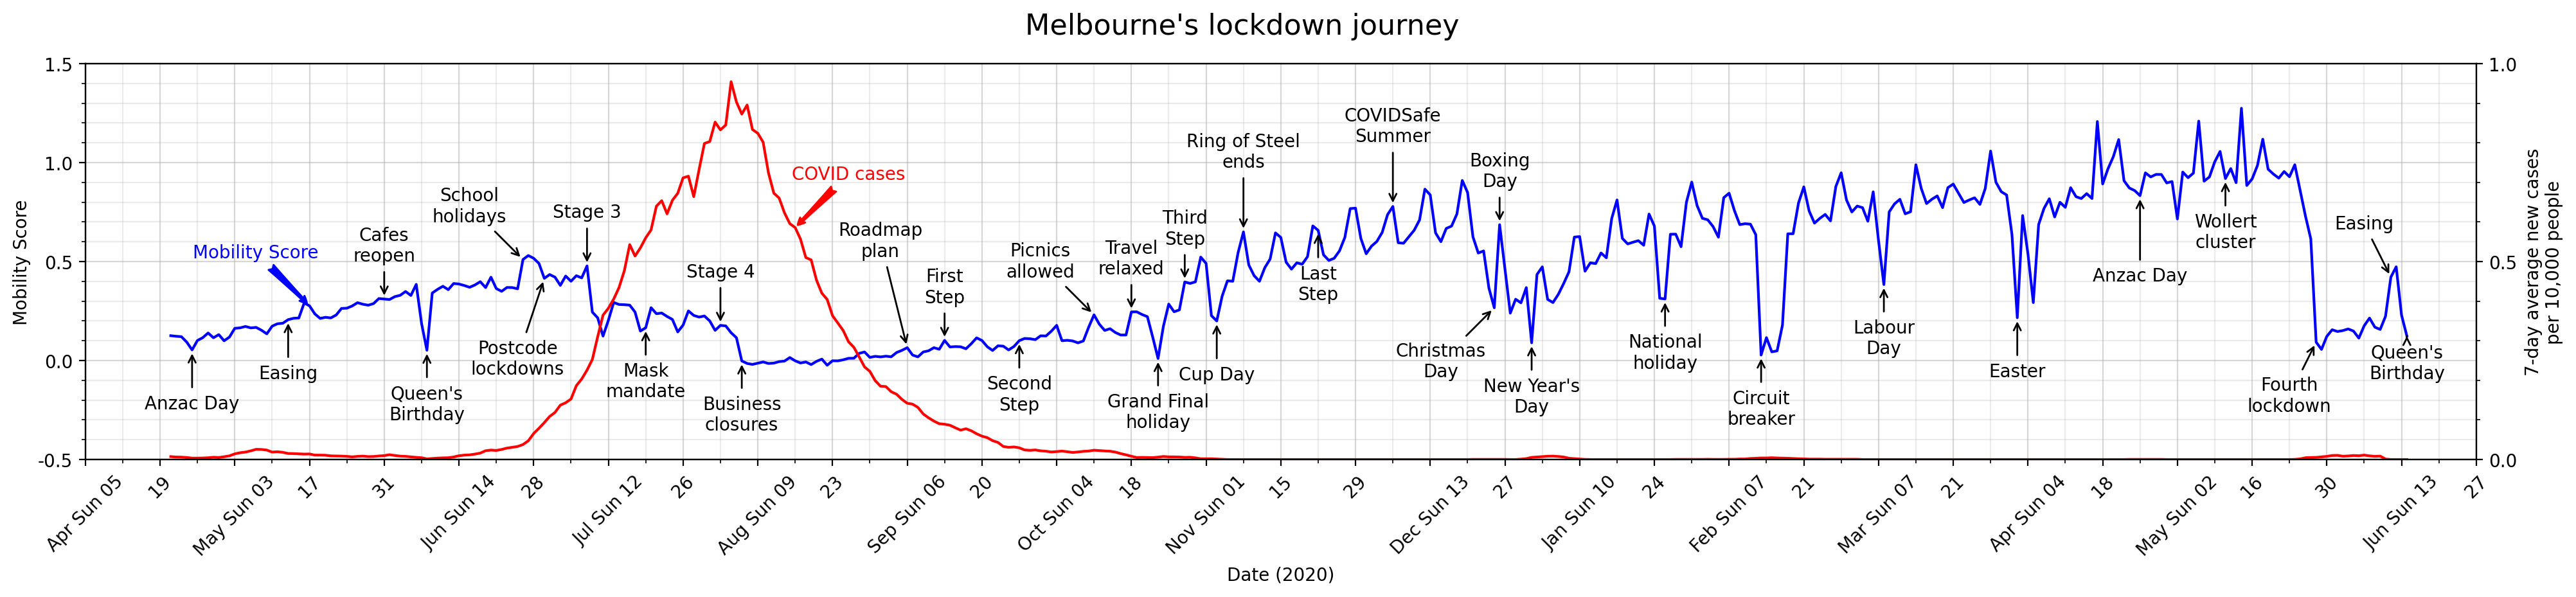 Melbourne's lockdown journey
1.5
1.0
0.5
0.0
-0.5
Mobility Score
1.0
0.5
0.0
7-day average new cases
per 10,000 people
Mobility Score
COVID cases
Anzac Day
Easing
Cafes
reopen
Queen's
Birthday
School
holidays
Postcode
lockdowns
Stage 3
Mask
mandate
Stage 4
Business
closures
Roadmap
plan
First
Step
Second
Step
Picnics
allowed
Travel
relaxed
Grand Final
holiday
Third
Step
Cup Day
Ring of Steel
ends
Last
Step
COVIDSafe
Summer
Christmas
Day
Boxing
Day
New Year's
Day
National
holiday
Circuit
breaker
Labour
Day
Easter
Anzac Day
Wollert
cluster
Fourth
lockdown
Easing
Queen's
Birthday
Apr Sun 05
19
May Sun 03
17
31
Jun Sun 14
28
Jul Sun 12
26
Aug Sun 09
23
Sep Sun 06
20
Oct Sun 04
18
Nov Sun 01
15
29
Dec Sun 13
27
Jan Sun 10
24
Feb Sun 07
21
Mar Sun 07
21
Apr Sun 04
18
May Sun 02
16
30
Jun Sun 13
27
Date (2020)